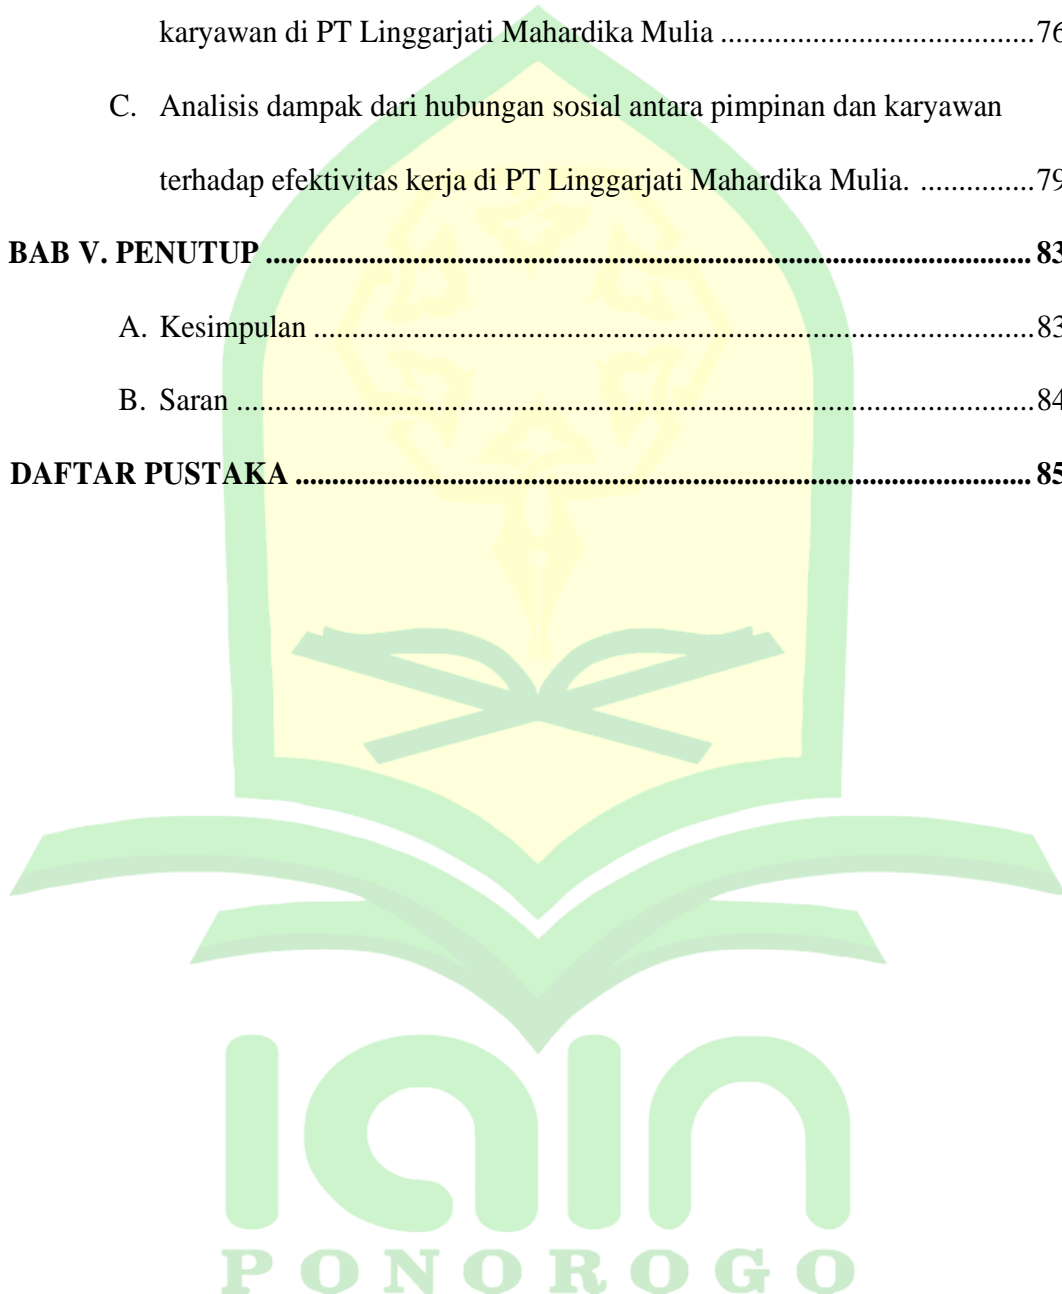 karyawan di PT Linggarjati Mahardika Mulia .........................................76
C. Analisis dampak dari hubungan sosial antara pimpinan dan karyawan
terhadap efektivitas kerja di PT Linggarjati Mahardika Mulia. ...............79
BAB V. PENUTUP .................................................................................................... 83
A. Kesimpulan ..............................................................................................83
B. Saran ........................................................................................................84
DAFTAR PUSTAKA ................................................................................................ 85
iain
PONOROGO